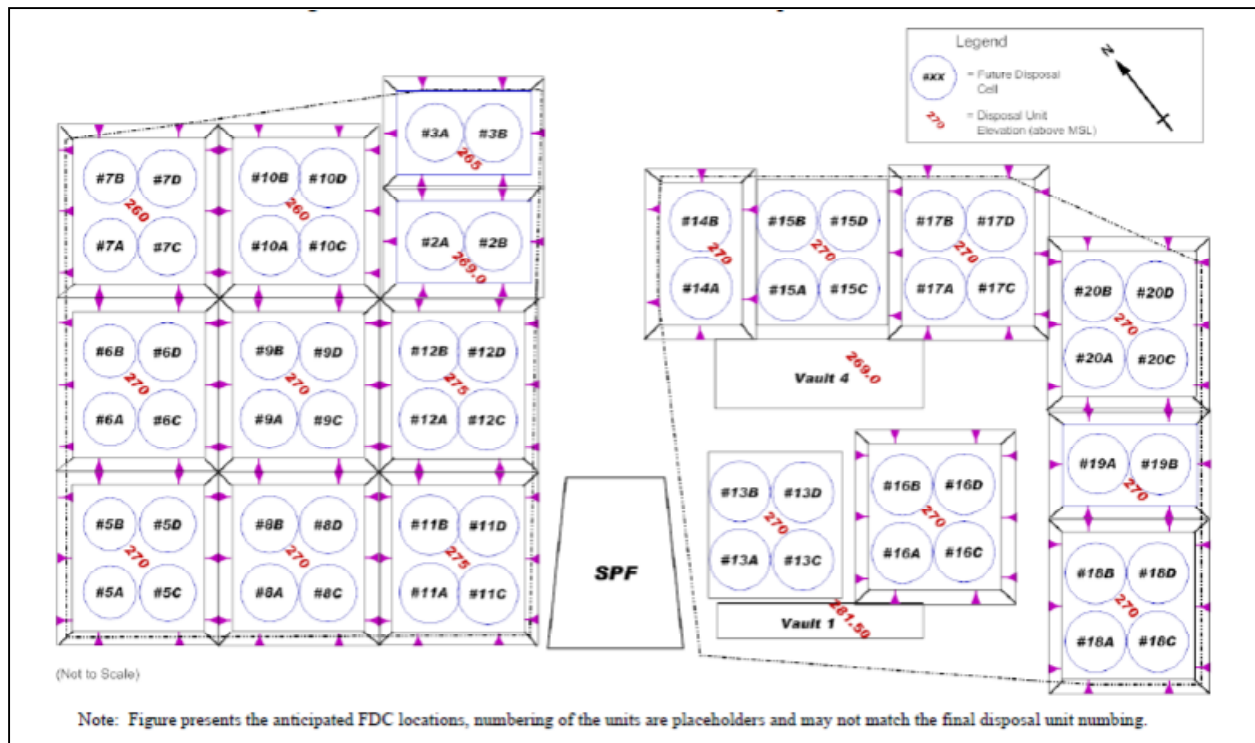 Legend
N
#XX
= Future Disposal
Cell
270
= Disposal Unit
Elevation (above MSL)
#3A #3B
265
#7B #7D
260
#7A #7C
#10B #10D
260
#10A #10C
#2A #2B
269.0
#6B #6D
270
#6A #6C
#9B #9D
270
#9A #9C
#12B #12D
275
#12A #12C
#5B #5D
270
#5A #5C
#8B #8D
270
#8A #8C
#11B #11D
275
#11A #11C
SPF
#14B
270
#14A
#15B #15D
270
#15A #15C
#17B #17D
270
#17A #17C
Vault 4
269.0
#20B #20D
270
#20A #20C
#13B #13D
270
#13A #13C
#16B #16D
270
#16A #16C
#19A #19B
270
Vault 1
281.50
#18B #18D
270
#18A #18C
(Not to Scale)
Note: Figure presents the anticipated FDC locations, numbering of the units are placeholders and may not match the final disposal unit numbing.